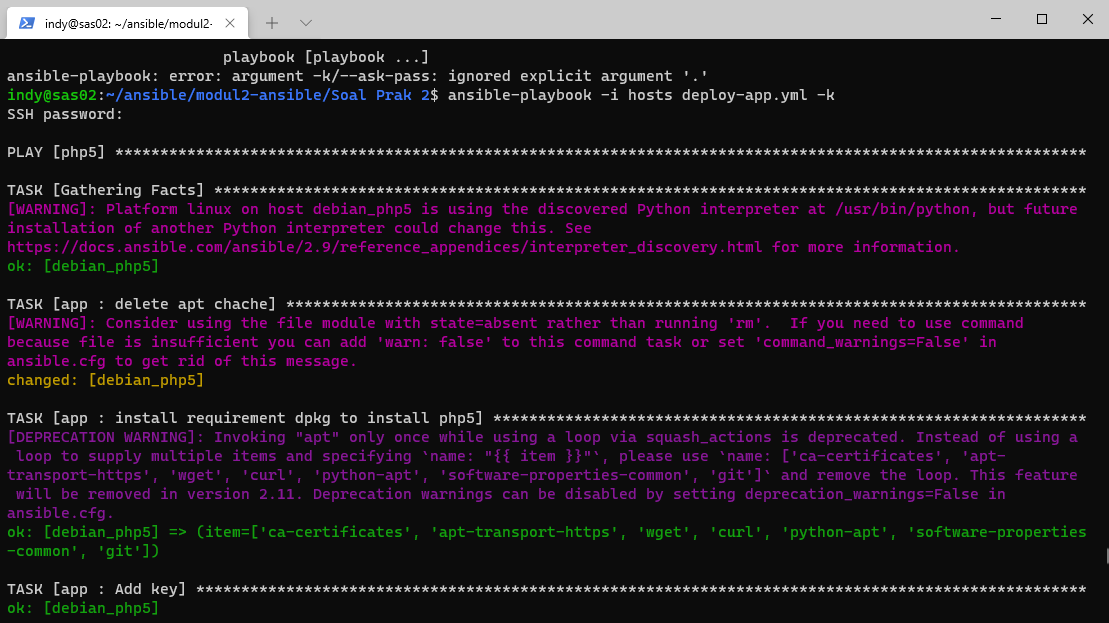 indy@sas02: ~/ansible/modul2-
playbook [playbook ...]
ansible-playbook: error: argument -k/--ask-pass: ignored explicit argument '.'
indy@sas02:~/ansible/modul2-ansible/Soal Prak 2$ ansible-playbook -i hosts deploy-app.yml -k
SSH password:
PLAY [php5] ************************************************************************************************************
TASK [Gathering Facts] *************************************************************************************************
[WARNING]: Platform linux on host debian_php5 is using the discovered Python interpreter at /usr/bin/python, but future
installation of another Python interpreter could change this. See
https://docs.ansible.com/ansible/2.9/reference_appendices/interpreter_discovery.html for more information.
ok: [debian_php5]
TASK [app : delete apt chache] *****************************************************************************************
[WARNING]: Consider using the file module with state=absent rather than running 'rm'.  If you need to use command
because file is insufficient you can add 'warn: false' to this command task or set 'command_warnings=False' in
ansible.cfg to get rid of this message.
changed: [debian_php5]
TASK [app : install requirement dpkg to install php5] ******************************************************************
[DEPRECATION WARNING]: Invoking "apt" only once while using a loop via squash_actions is deprecated. Instead of using a
 loop to supply multiple items and specifying `name: "{{ item }}"`, please use `name: ['ca-certificates', 'apt-
transport-https', 'wget', 'curl', 'python-apt', 'software-properties-common', 'git']` and remove the loop. This feature
 will be removed in version 2.11. Deprecation warnings can be disabled by setting deprecation_warnings=False in
ansible.cfg.
ok: [debian_php5] => (item=['ca-certificates', 'apt-transport-https', 'wget', 'curl', 'python-apt', 'software-properties
-common', 'git'])
TASK [app : Add key] ***************************************************************************************************
ok: [debian_php5]